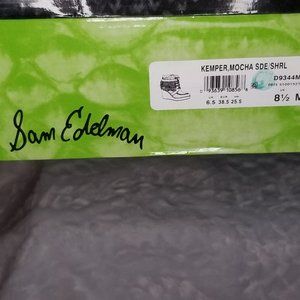 KEMPER, MOCHA SDE/SHRL
D9344M
6.5 38.5 25.5
8½ M
Sam Edelman